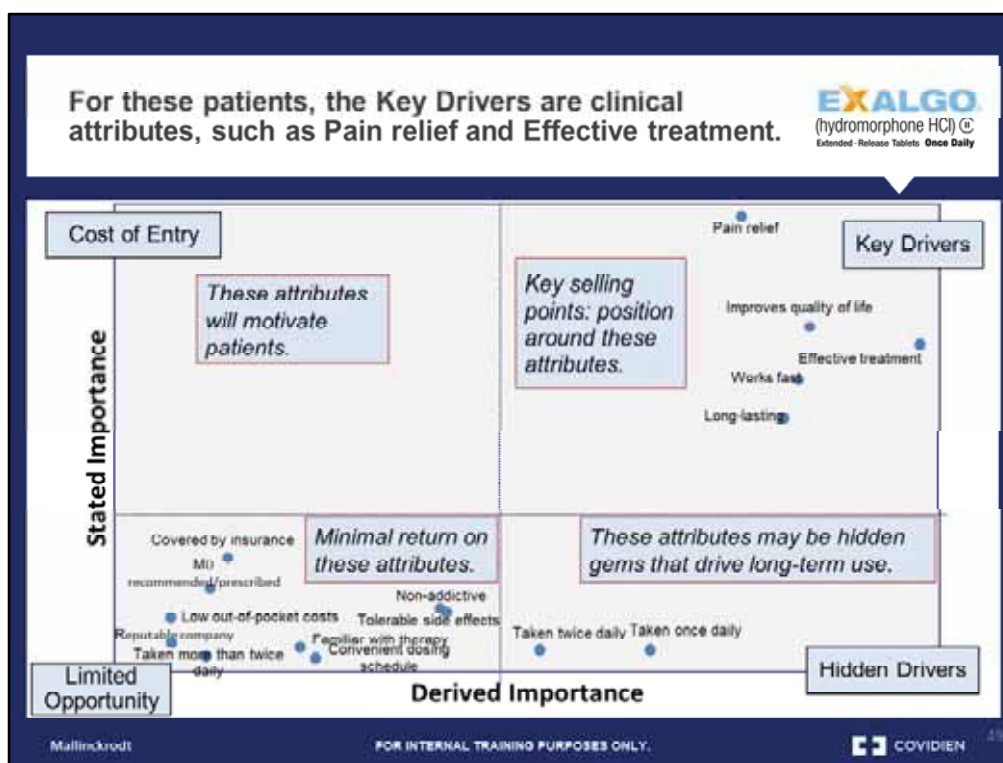 For these patients, the Key Drivers are clinical
attributes, such as Pain relief and Effective treatment.
EXALGO
(hydromorphone HCl) CII
Extended-Release Tablets Once Daily
Cost of Entry
Pain relief
Key Drivers
These attributes
will motivate
patients.
Key selling
points: position
around these
attributes.
Improves quality of life
Effective treatment
Works fast
Long-lasting
Stated Importance
Covered by insurance
MD
recommended/prescribed
Low out-of-pocket costs
Reputable company
Taken more than twice
daily
Minimal return on
these attributes.
Non-addictive
Tolerable side effects
Familiar with therapy
Convenient dosing
schedule
These attributes may be hidden
gems that drive long-term use.
Taken twice daily
Taken once daily
Limited
Opportunity
Derived Importance
Hidden Drivers
Mallinckrodt
FOR INTERNAL TRAINING PURPOSES ONLY.
COVIDIEN